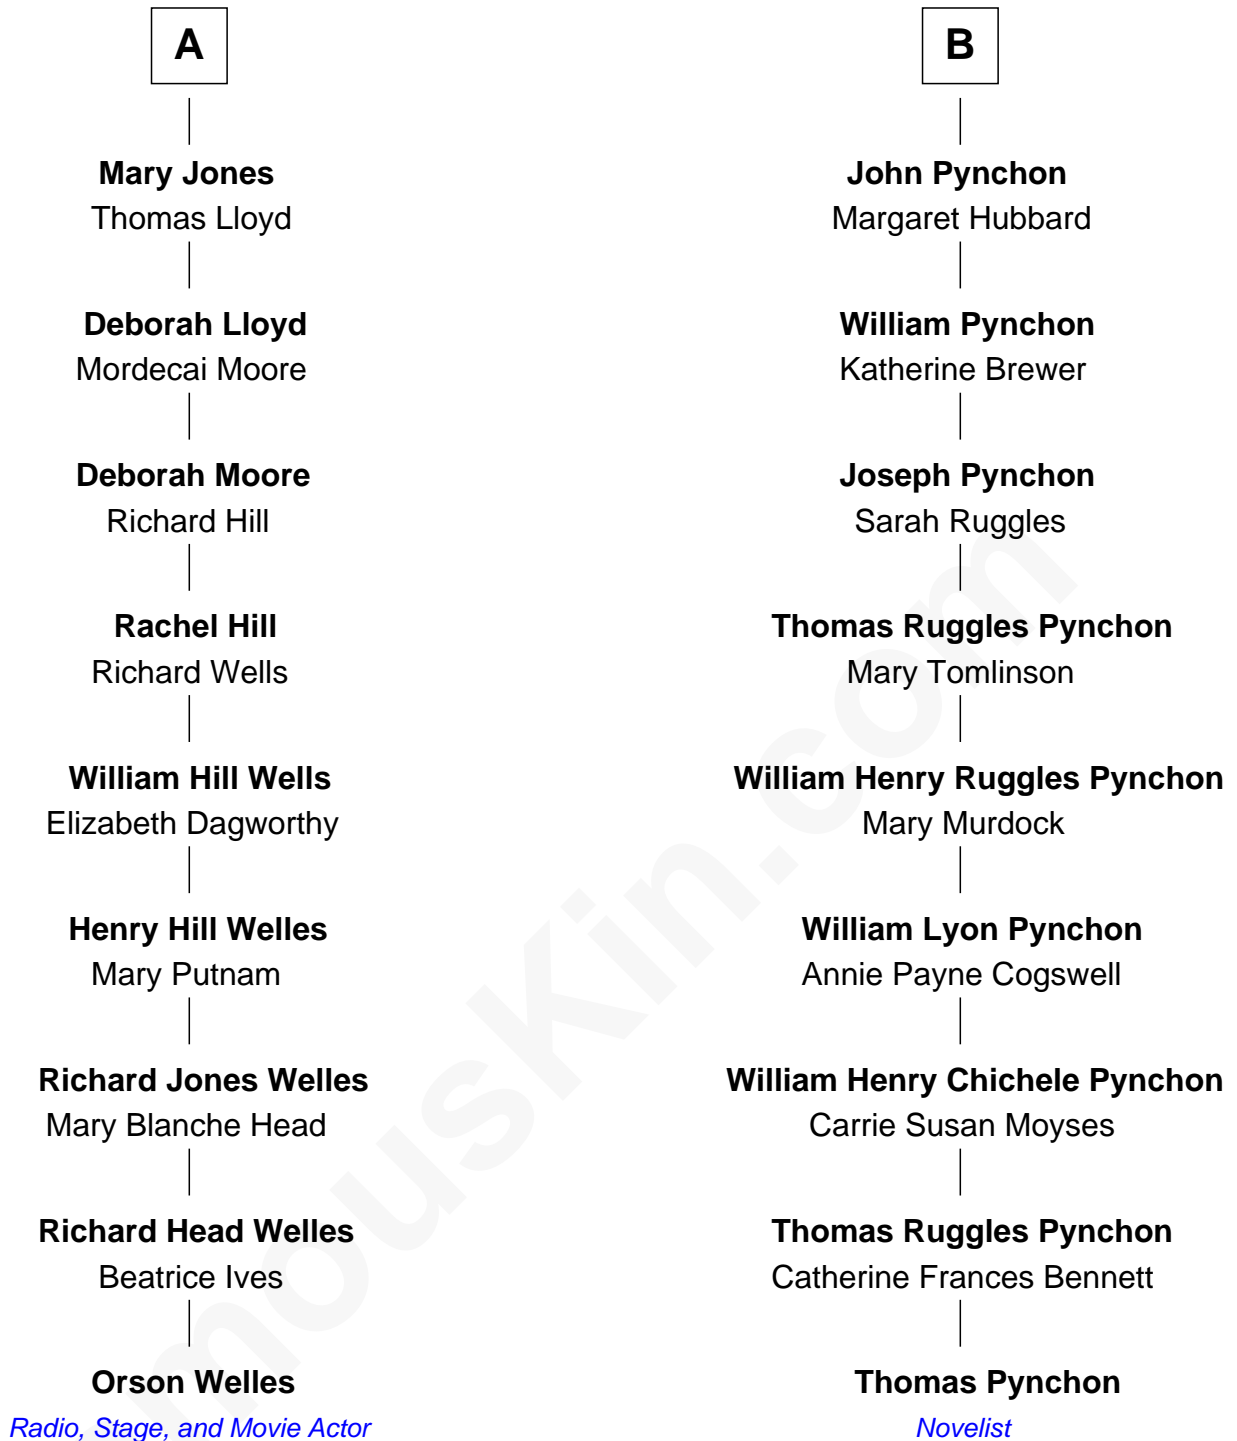 A
Mary Jones
Thomas Lloyd
Deborah Lloyd
Mordecai Moore
Deborah Moore
Richard Hill
Rachel Hill
Richard Wells
William Hill Wells
Elizabeth Dagworthy
Henry Hill Welles
Mary Putnam
Richard Jones Welles
Mary Blanche Head
Richard Head Welles
Beatrice Ives
Orson Welles
Radio, Stage, and Movie Actor
B
John Pynchon
Margaret Hubbard
William Pynchon
Katherine Brewer
Joseph Pynchon
Sarah Ruggles
Thomas Ruggles Pynchon
Mary Tomlinson
William Henry Ruggles Pynchon
Mary Murdock
William Lyon Pynchon
Annie Payne Cogswell
William Henry Chichele Pynchon
Carrie Susan Moyses
Thomas Ruggles Pynchon
Catherine Frances Bennett
Thomas Pynchon
Novelist
mousKin.com